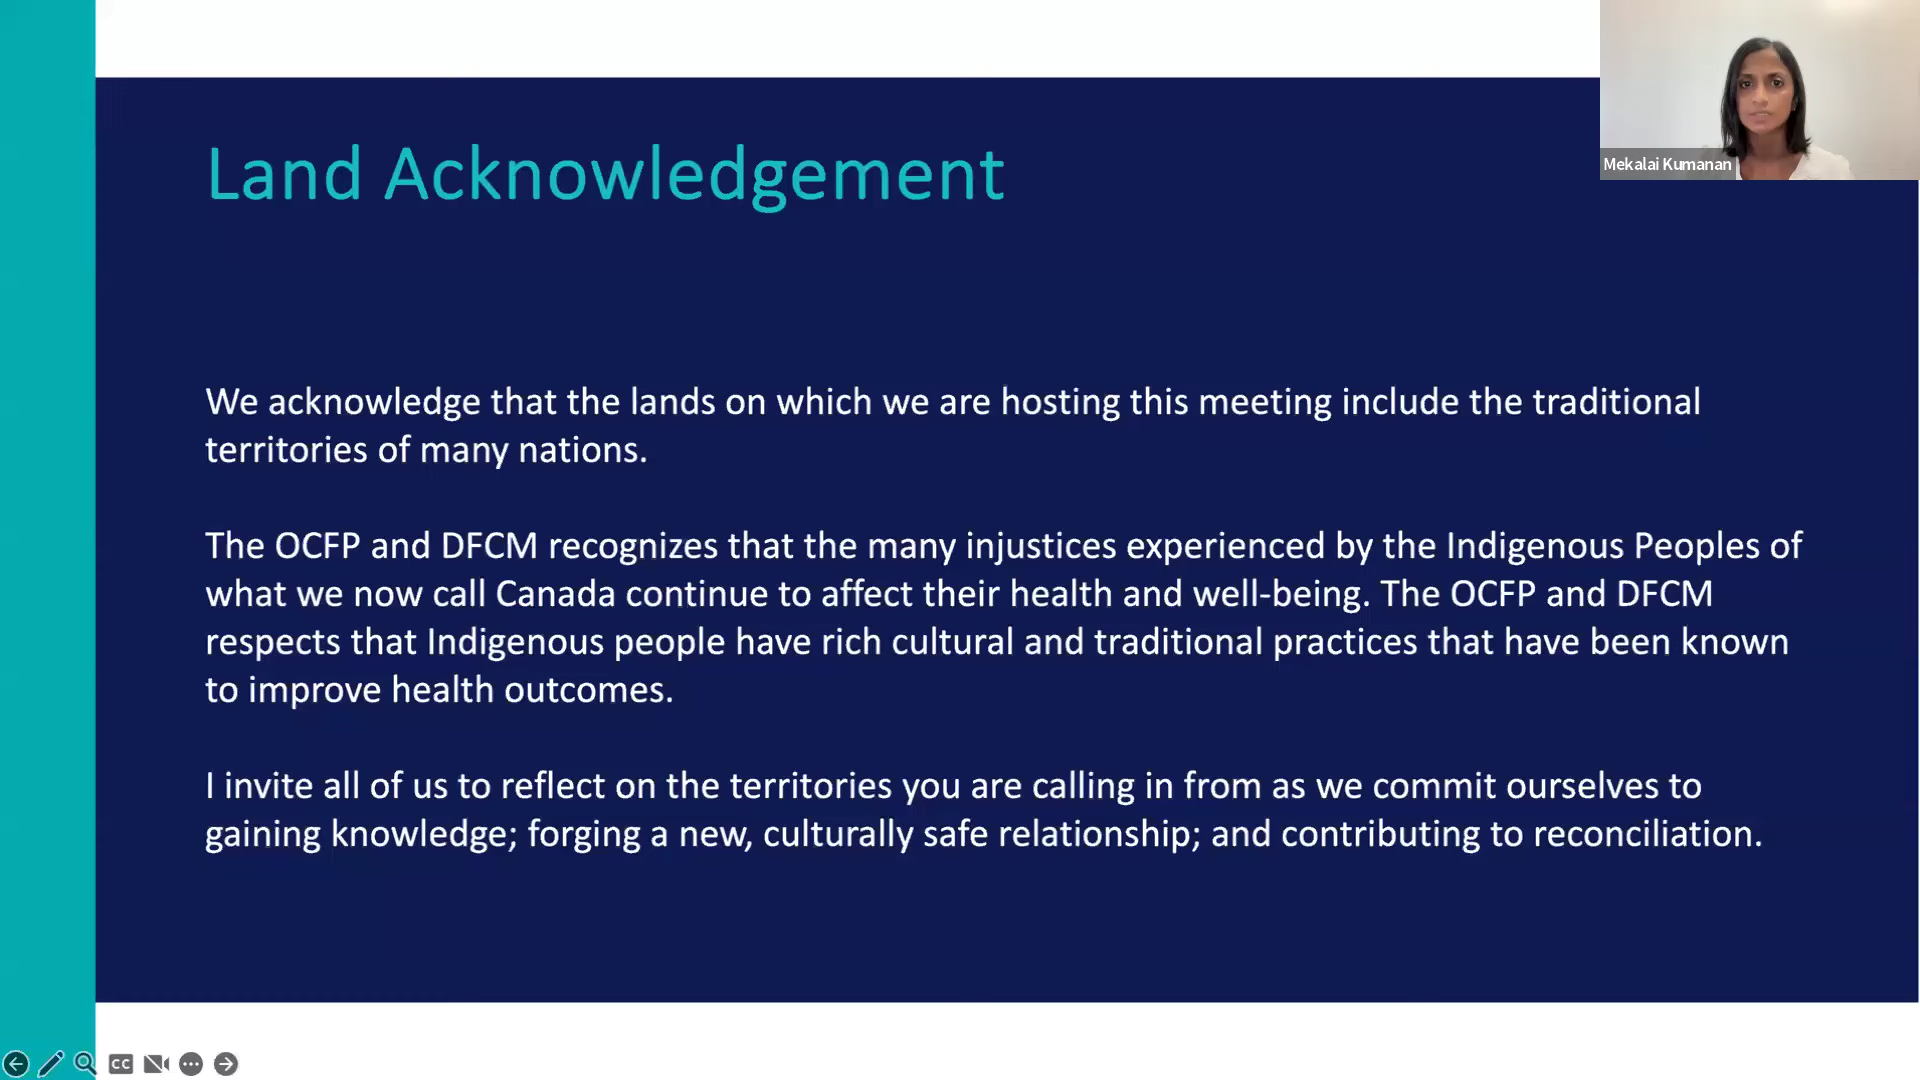 Mekalai Kumanan
Land Acknowledgement
We acknowledge that the lands on which we are hosting this meeting include the traditional
territories of many nations.
The OCFP and DFCM recognizes that the many injustices experienced by the Indigenous Peoples of
what we now call Canada continue to affect their health and well-being. The OCFP and DFCM
respects that Indigenous people have rich cultural and traditional practices that have been known
to improve health outcomes.
I invite all of us to reflect on the territories you are calling in from as we commit ourselves to
gaining knowledge; forging a new, culturally safe relationship; and contributing to reconciliation.
CC